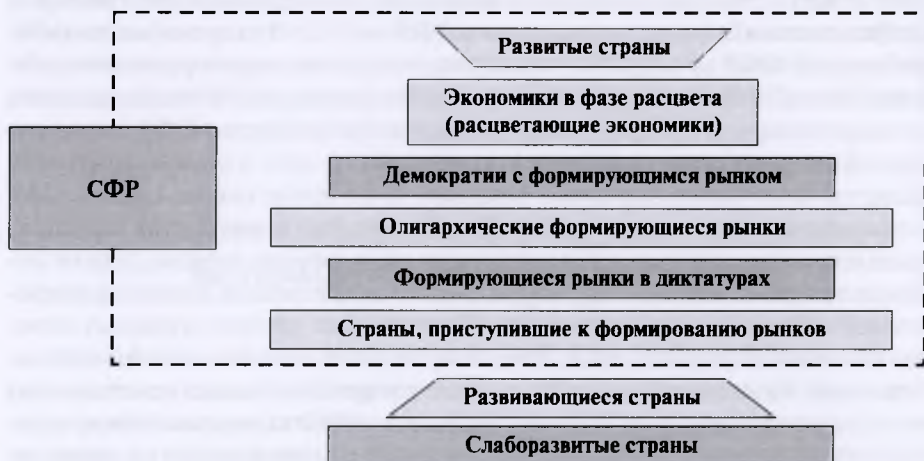 Развитые страны
Экономики в фазе расцвета
(расцветающие экономики)
СФР
Демократии с формирующимся рынком
Олигархические формирующиеся рынки
Формирующиеся рынки в диктатурах
Страны, приступившие к формированию рынков
Развивающиеся страны
Слаборазвитые страны